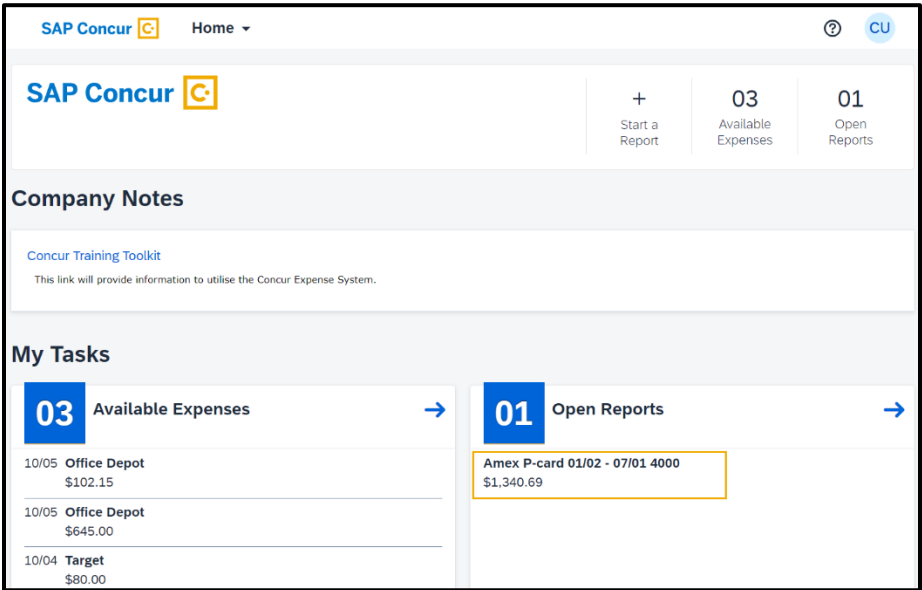 SAP Concur C Home CU
SAP Concur C
+
Start a
Report
03
Available
Expenses
01
Open
Reports
Company Notes
Concur Training Toolkit
This link will provide information to utilise the Concur Expense System.
My Tasks
03 Available Expenses
10/05 Office Depot
$102.15
10/05 Office Depot
$645.00
10/04 Target
$80.00
01 Open Reports
Amex P-card 01/02 - 07/01 4000
$1,340.69